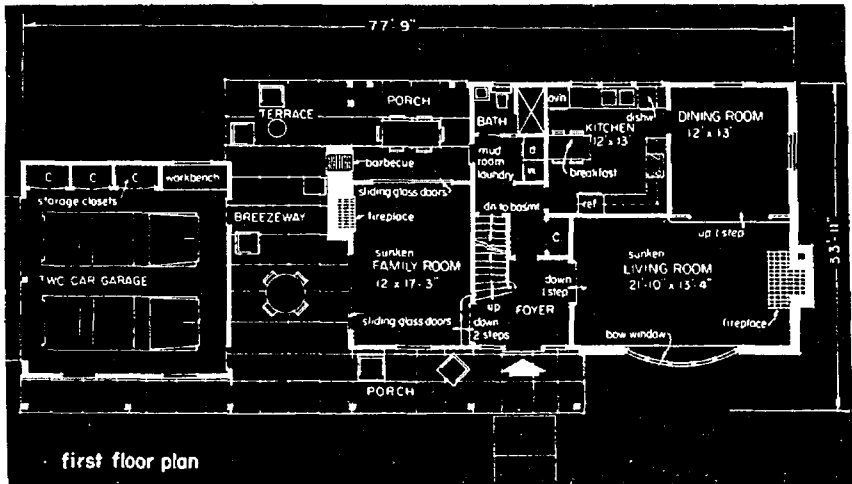 77'-9"
PORCH
TERRACE
BATH
ov'n
dishw
KITCHEN
12' x 13'
DINING ROOM
12' x 13'
barbecue
mud
room
laundry
d
w
breakfast
C
C
C
workbench
storage closets
sliding glass doors
fireplace
BREEZEWAY
dn to basmt
ref
up 1 step
C
sunken
FAMILY ROOM
12 x 17-3"
sunken
LIVING ROOM
21'-10" x 13'-4"
down
1 step
33'-11"
TWO CAR GARAGE
up
FOYER
sliding glass doors
down
2 steps
bow window
fireplace
PORCH
first floor plan